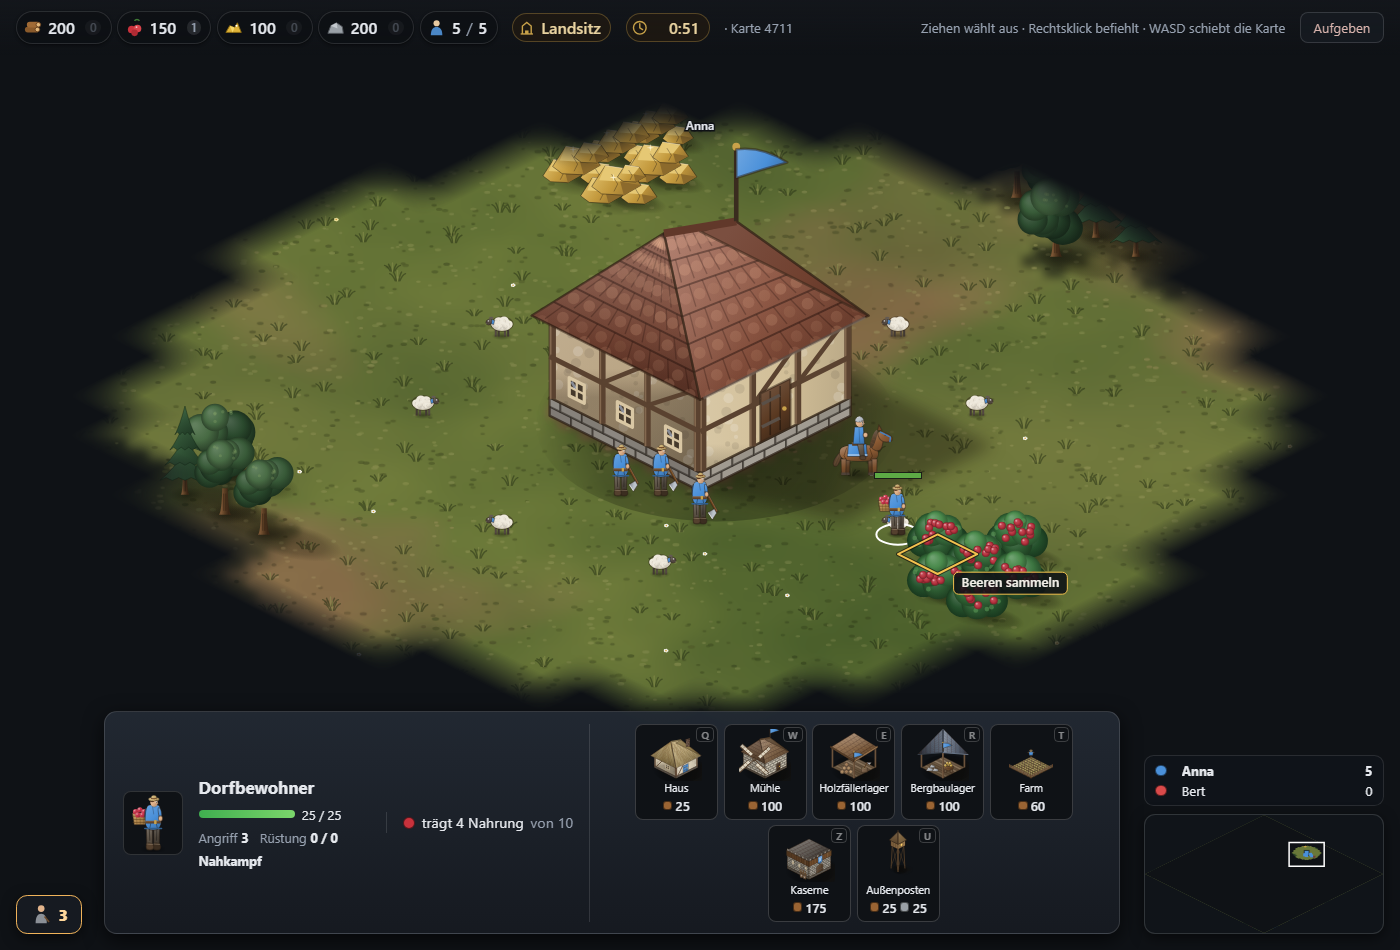 200 0 150 1 100 0 200 0 5 / 5 Landsitz 0:51 · Karte 4711 Ziehen wählt aus · Rechtsklick befiehlt · WASD schiebt die Karte Aufgeben
Anna
Beeren sammeln
Dorfbewohner
25 / 25
Angriff 3 Rüstung 0 / 0
Nahkampf
trägt 4 Nahrung von 10
Q
Haus
25
W
Mühle
100
E
Holzfällerlager
100
R
Bergbaulager
100
T
Farm
60
Z
Kaserne
175
U
Außenposten
25 25
Anna 5
Bert 0
3